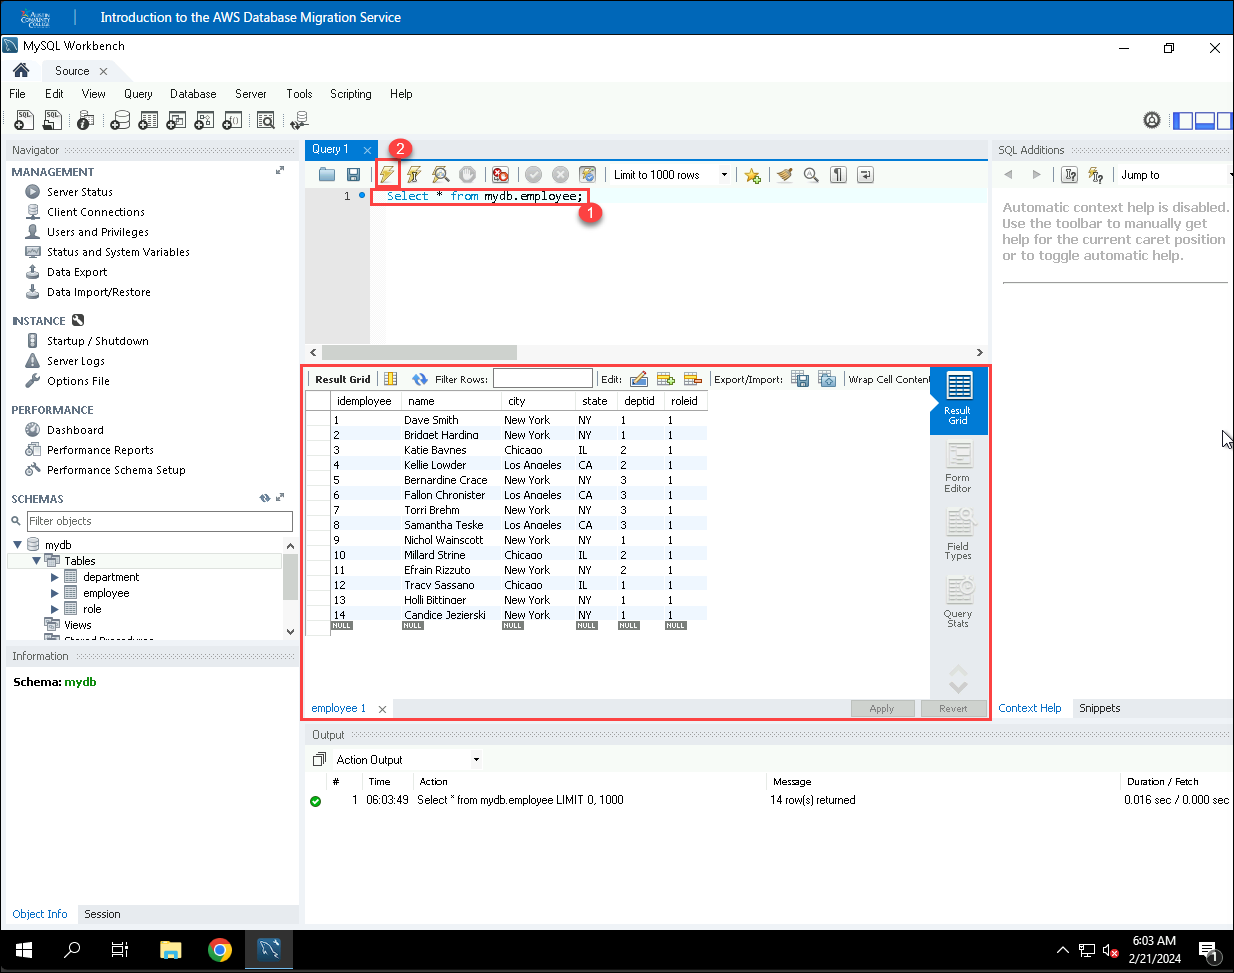 AUSTIN COMMUNITY COLLEGE
Introduction to the AWS Database Migration Service
MySQL Workbench
Source
File Edit View Query Database Server Tools Scripting Help
Navigator
MANAGEMENT
Server Status
Client Connections
Users and Privileges
Status and System Variables
Data Export
Data Import/Restore
INSTANCE
Startup / Shutdown
Server Logs
Options File
PERFORMANCE
Dashboard
Performance Reports
Performance Schema Setup
SCHEMAS
Filter objects
mydb
Tables
department
employee
role
Views
Stored Procedures
Information
Schema: mydb
Object Info Session
Query 1
2
Limit to 1000 rows
1 Select * from mydb.employee;
1
Result Grid Filter Rows: Edit: Export/Import: Wrap Cell Conten
idemployee name city state deptid roleid
1 Dave Smith New York NY 1 1
2 Bridget Harding New York NY 1 1
3 Katie Baynes Chicago IL 2 1
4 Kellie Lowder Los Angeles CA 2 1
5 Bernardine Grace New York NY 3 1
6 Fallon Chronister Los Angeles CA 3 1
7 Torri Brehm New York NY 3 1
8 Samantha Teske Los Angeles CA 3 1
9 Nichol Wainscott New York NY 1 1
10 Millard Strine Chicago IL 2 1
11 Efrain Rizzuto New York NY 2 1
12 Tracy Sassano Chicago IL 1 1
13 Holli Bittinger New York NY 1 1
14 Candice Jezierski New York NY 1 1
NULL NULL NULL NULL NULL NULL
Result
Grid
Form
Editor
Field
Types
Query
Stats
employee 1 Apply Revert
SQL Additions
Jump to
Automatic context help is disabled.
Use the toolbar to manually get
help for the current caret position
or to toggle automatic help.
Context Help Snippets
Output
Action Output
# Time Action Message Duration / Fetch
1 06:03:49 Select * from mydb.employee LIMIT 0, 1000 14 row(s) returned 0.016 sec / 0.000 sec
6:03 AM
2/21/2024
1